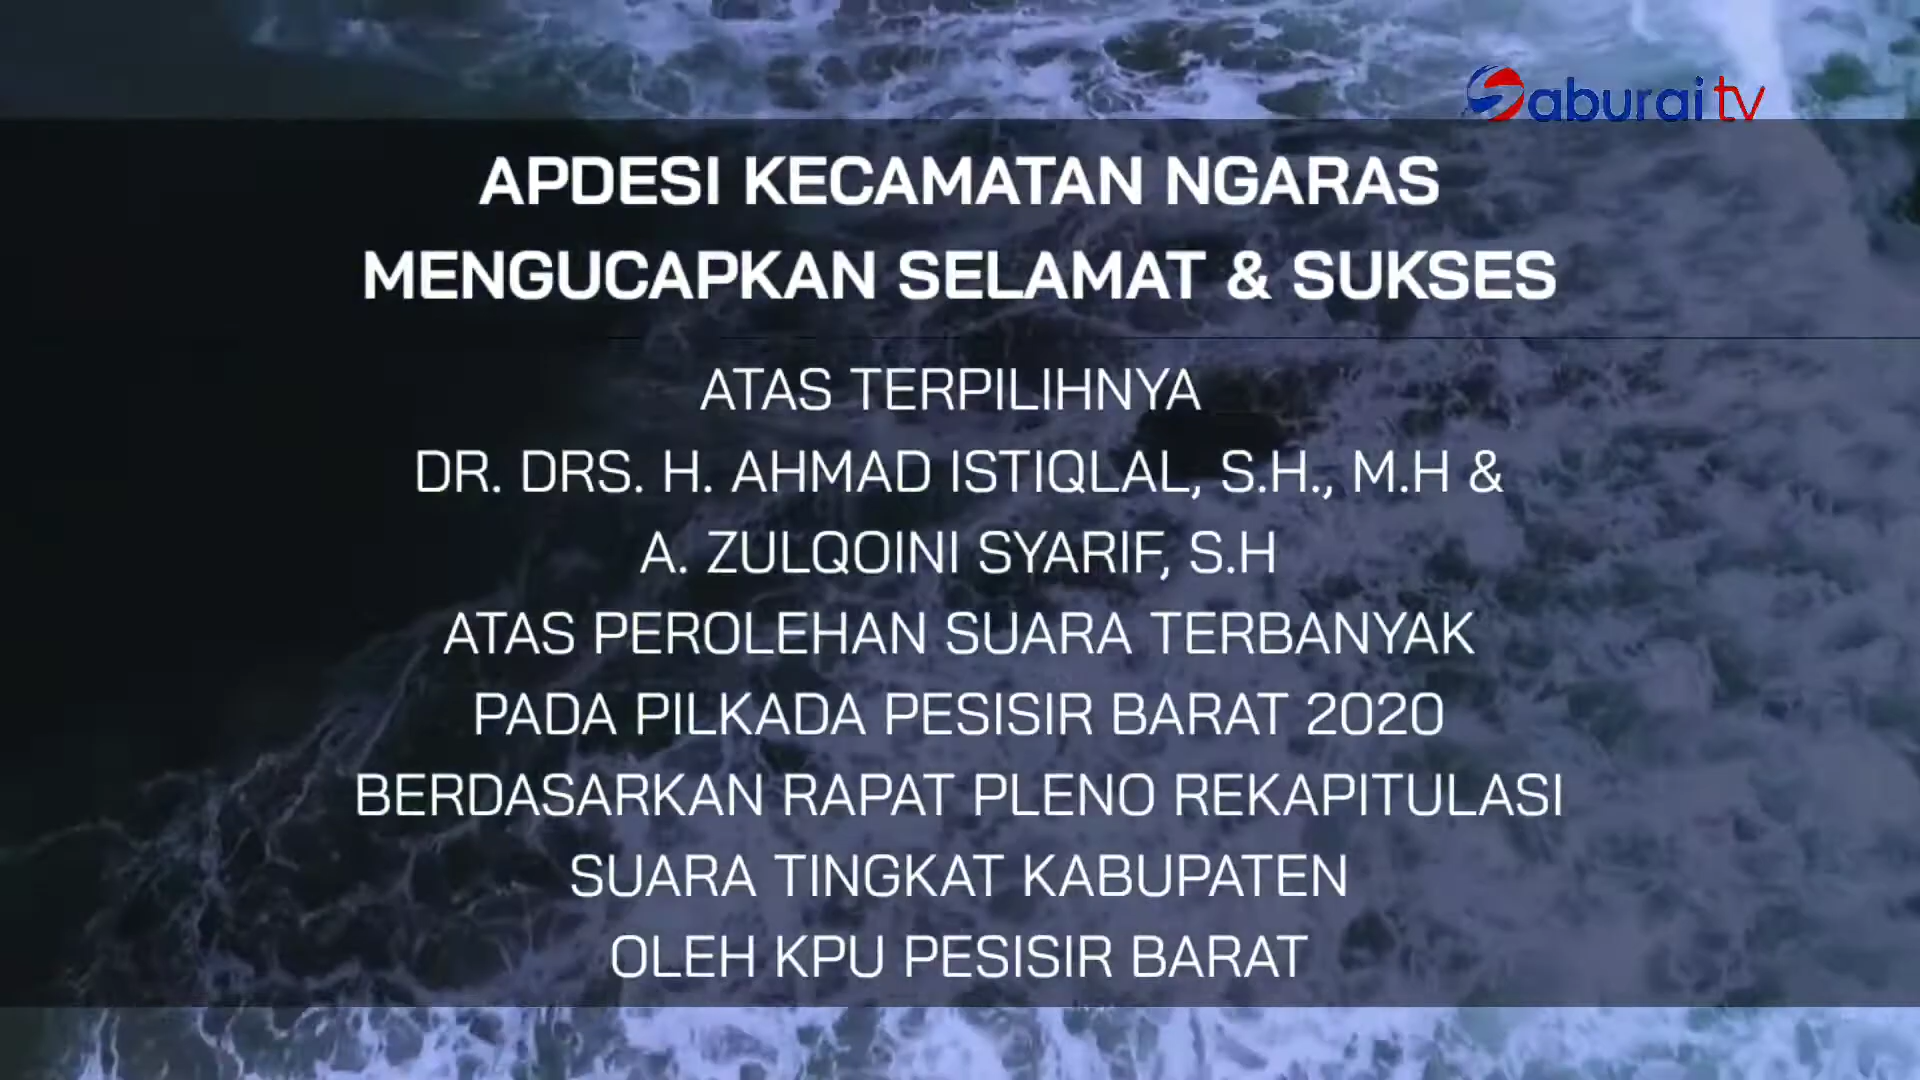 Saburai tv
APDESI KECAMATAN NGARAS
MENGUCAPKAN SELAMAT & SUKSES
ATAS TERPILIHNYA
DR. DRS. H. AHMAD ISTIQLAL, S.H., M.H &
A. ZULQOINI SYARIF, S.H
ATAS PEROLEHAN SUARA TERBANYAK
PADA PILKADA PESISIR BARAT 2020
BERDASARKAN RAPAT PLENO REKAPITULASI
SUARA TINGKAT KABUPATEN
OLEH KPU PESISIR BARAT